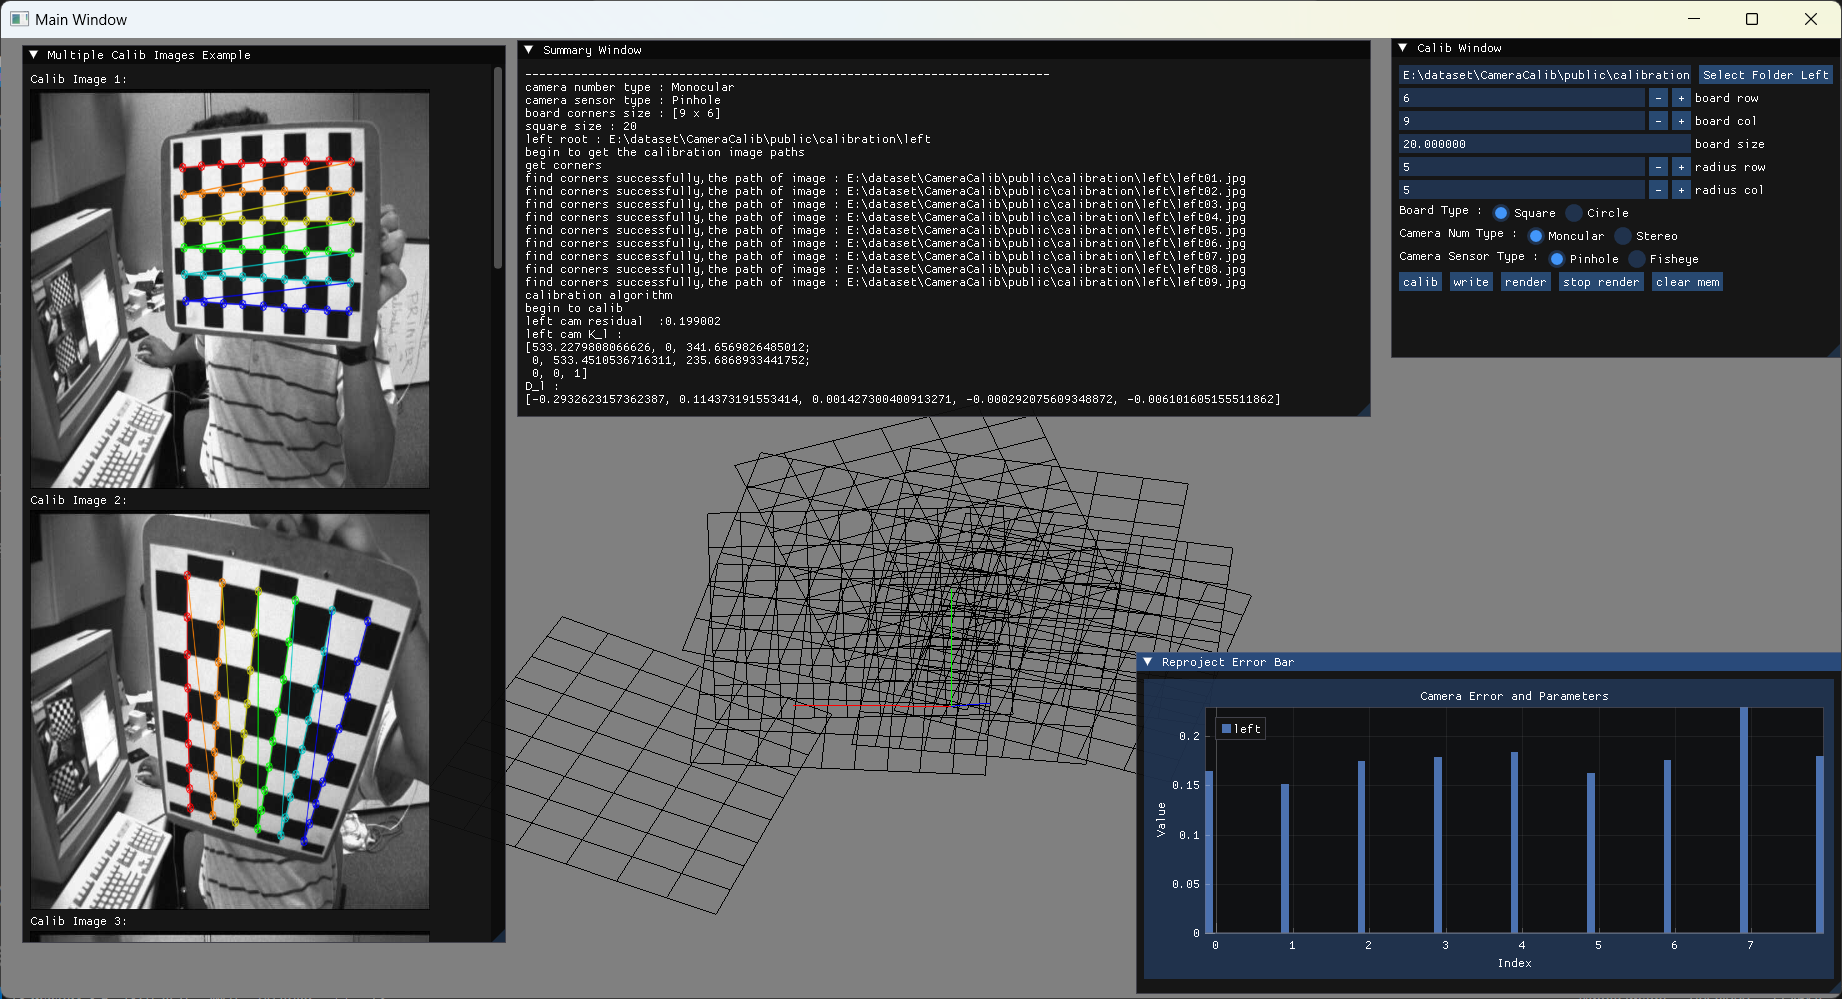 Main Window
Multiple Calib Images Example
Calib Image 1:
Calib Image 2:
Calib Image 3:
Summary Window
---------------------------------------------------------------------------
camera number type : Monocular
camera sensor type : Pinhole
board corners size : [9 x 6]
square size : 20
left root : E:\dataset\CameraCalib\public\calibration\left
begin to get the calibration image paths
get corners
find corners successfully,the path of image : E:\dataset\CameraCalib\public\calibration\left\left01.jpg
find corners successfully,the path of image : E:\dataset\CameraCalib\public\calibration\left\left02.jpg
find corners successfully,the path of image : E:\dataset\CameraCalib\public\calibration\left\left03.jpg
find corners successfully,the path of image : E:\dataset\CameraCalib\public\calibration\left\left04.jpg
find corners successfully,the path of image : E:\dataset\CameraCalib\public\calibration\left\left05.jpg
find corners successfully,the path of image : E:\dataset\CameraCalib\public\calibration\left\left06.jpg
find corners successfully,the path of image : E:\dataset\CameraCalib\public\calibration\left\left07.jpg
find corners successfully,the path of image : E:\dataset\CameraCalib\public\calibration\left\left08.jpg
find corners successfully,the path of image : E:\dataset\CameraCalib\public\calibration\left\left09.jpg
calibration algorithm
begin to calib
left cam residual  :0.199002
left cam K_l :
[533.2279808066626, 0, 341.6569826485012;
 0, 533.4510536716311, 235.6868933441752;
 0, 0, 1]
D_l :
[-0.2932623157362387, 0.114373191553414, 0.001427300400913271, -0.000292075609348872, -0.006101605155511862]
Calib Window
E:\dataset\CameraCalib\public\calibration Select Folder Left
6 - + board row
9 - + board col
20.000000 board size
5 - + radius row
5 - + radius col
Board Type : Square Circle
Camera Num Type : Moncular Stereo
Camera Sensor Type : Pinhole Fisheye
calib write render stop render clear mem
Reproject Error Bar
Camera Error and Parameters
left
0.2
0.15
0.1
0.05
0
Value
0 1 2 3 4 5 6 7
Index